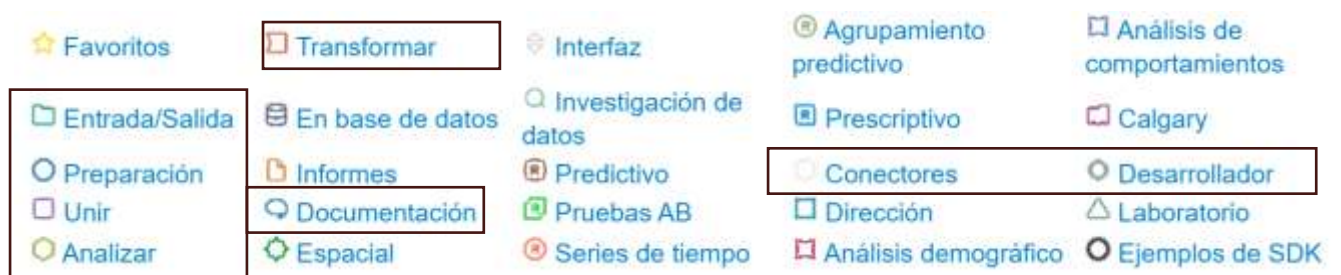 Favoritos
Transformar
Interfaz
Agrupamiento
predictivo
Análisis de
comportamientos
Entrada/Salida
En base de datos
Investigación de
datos
Prescriptivo
Calgary
Preparación
Informes
Predictivo
Conectores
Desarrollador
Unir
Documentación
Pruebas AB
Dirección
Laboratorio
Analizar
Espacial
Series de tiempo
Análisis demográfico
Ejemplos de SDK